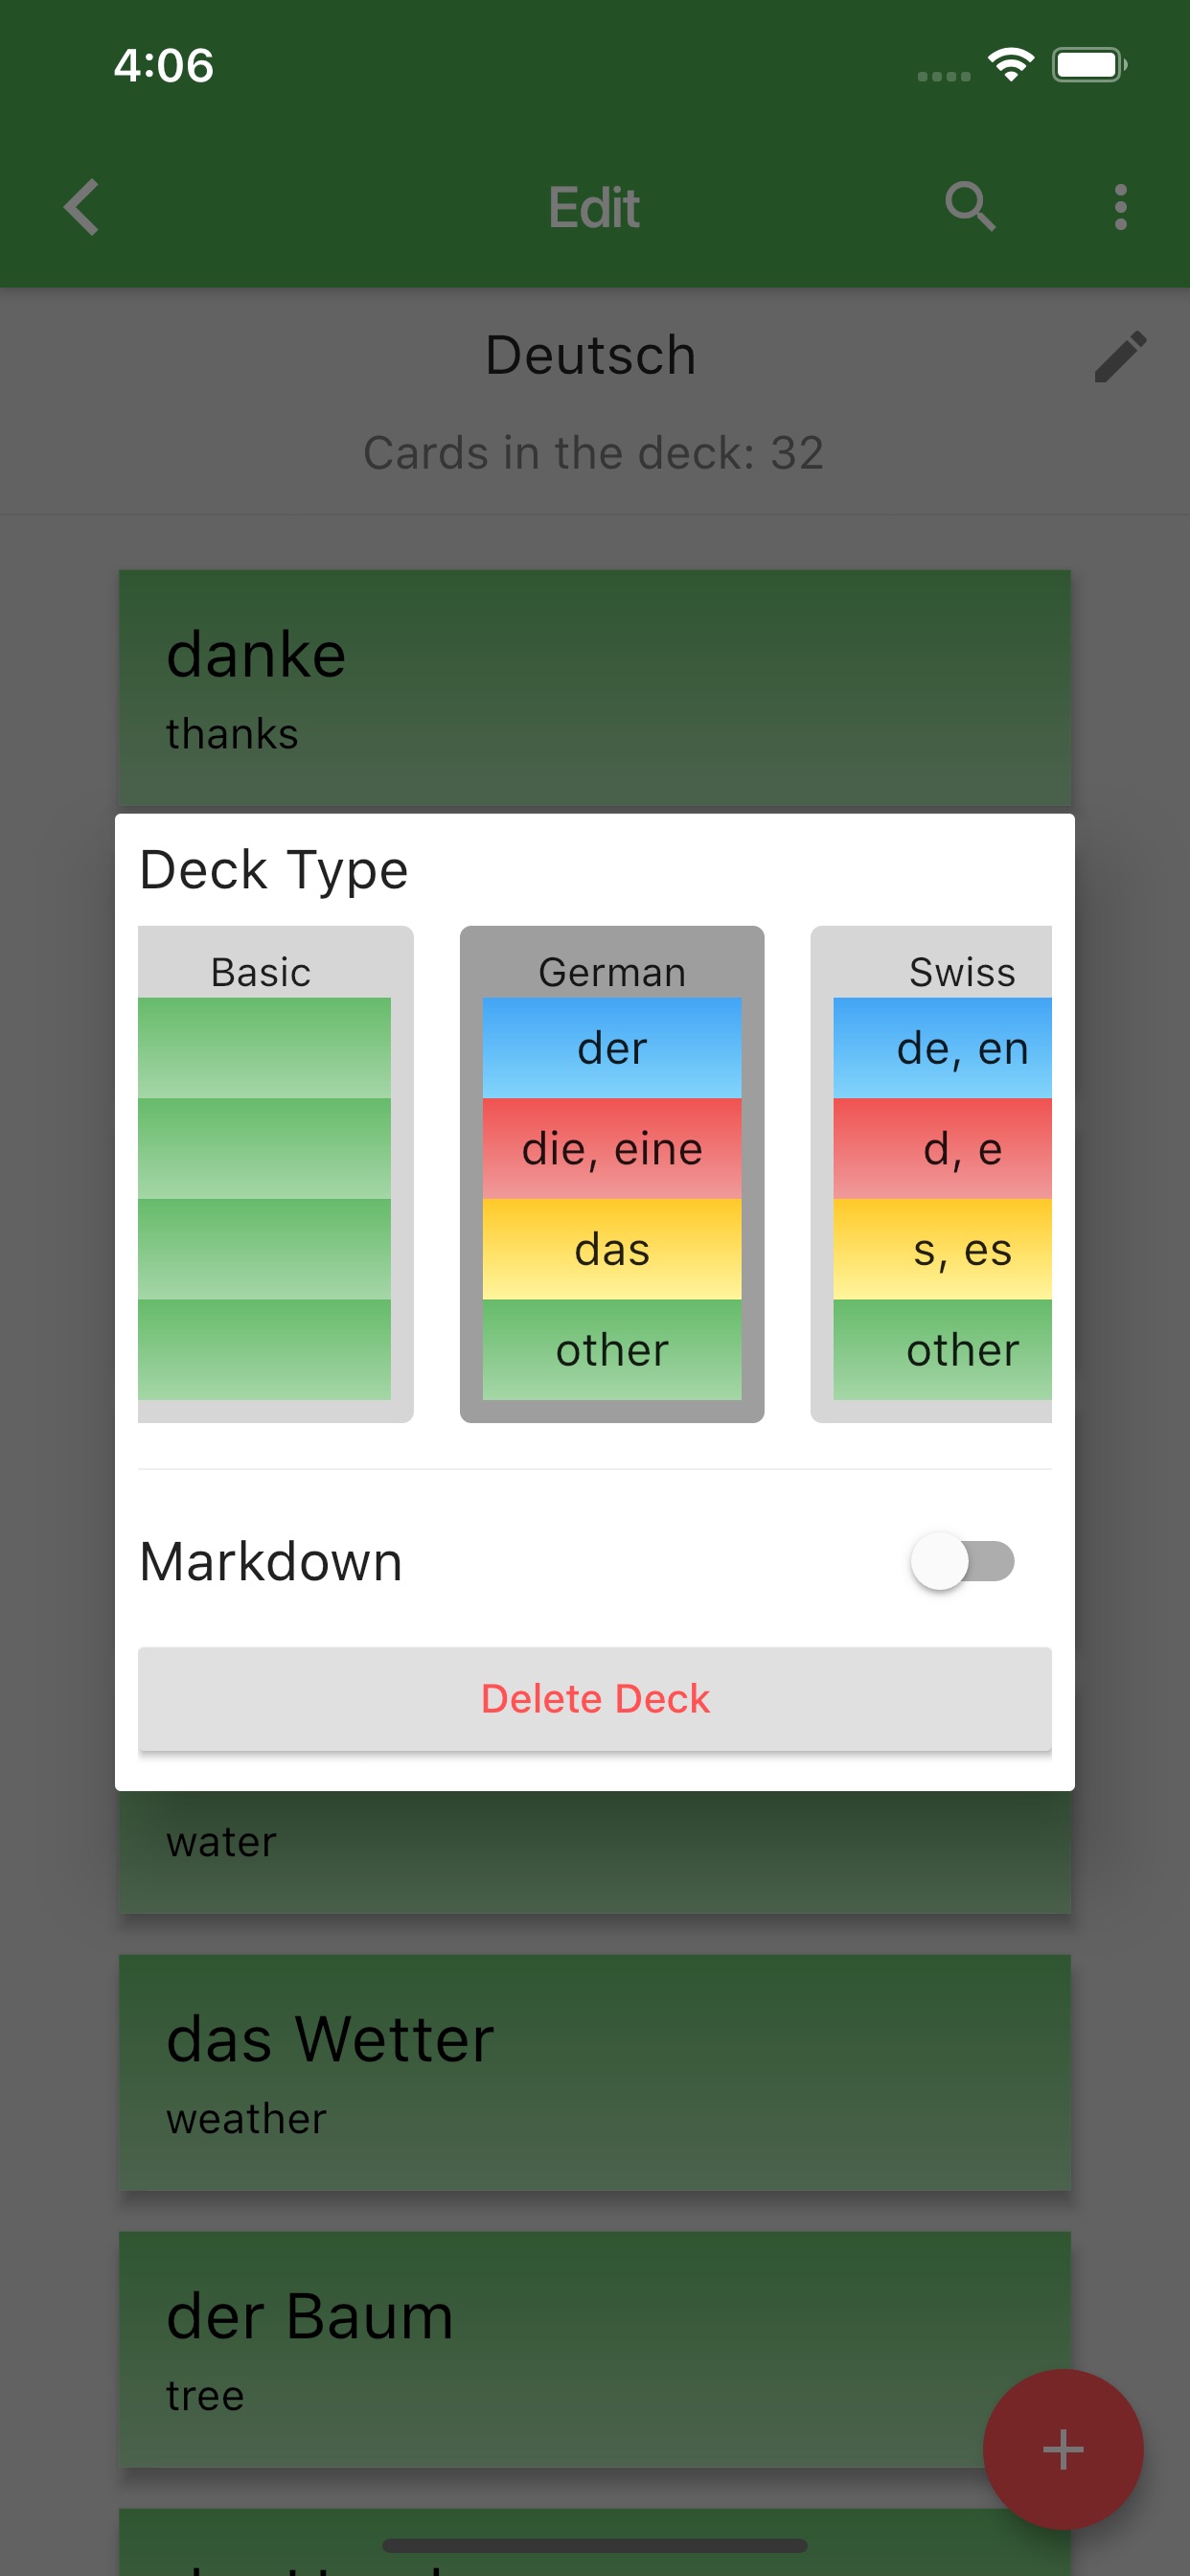 4:06
Edit
Deutsch
Cards in the deck: 32
danke
thanks
Deck Type
Basic
German
Swiss
der
de, en
die, eine
d, e
das
s, es
other
other
Markdown
Delete Deck
water
das Wetter
weather
der Baum
tree